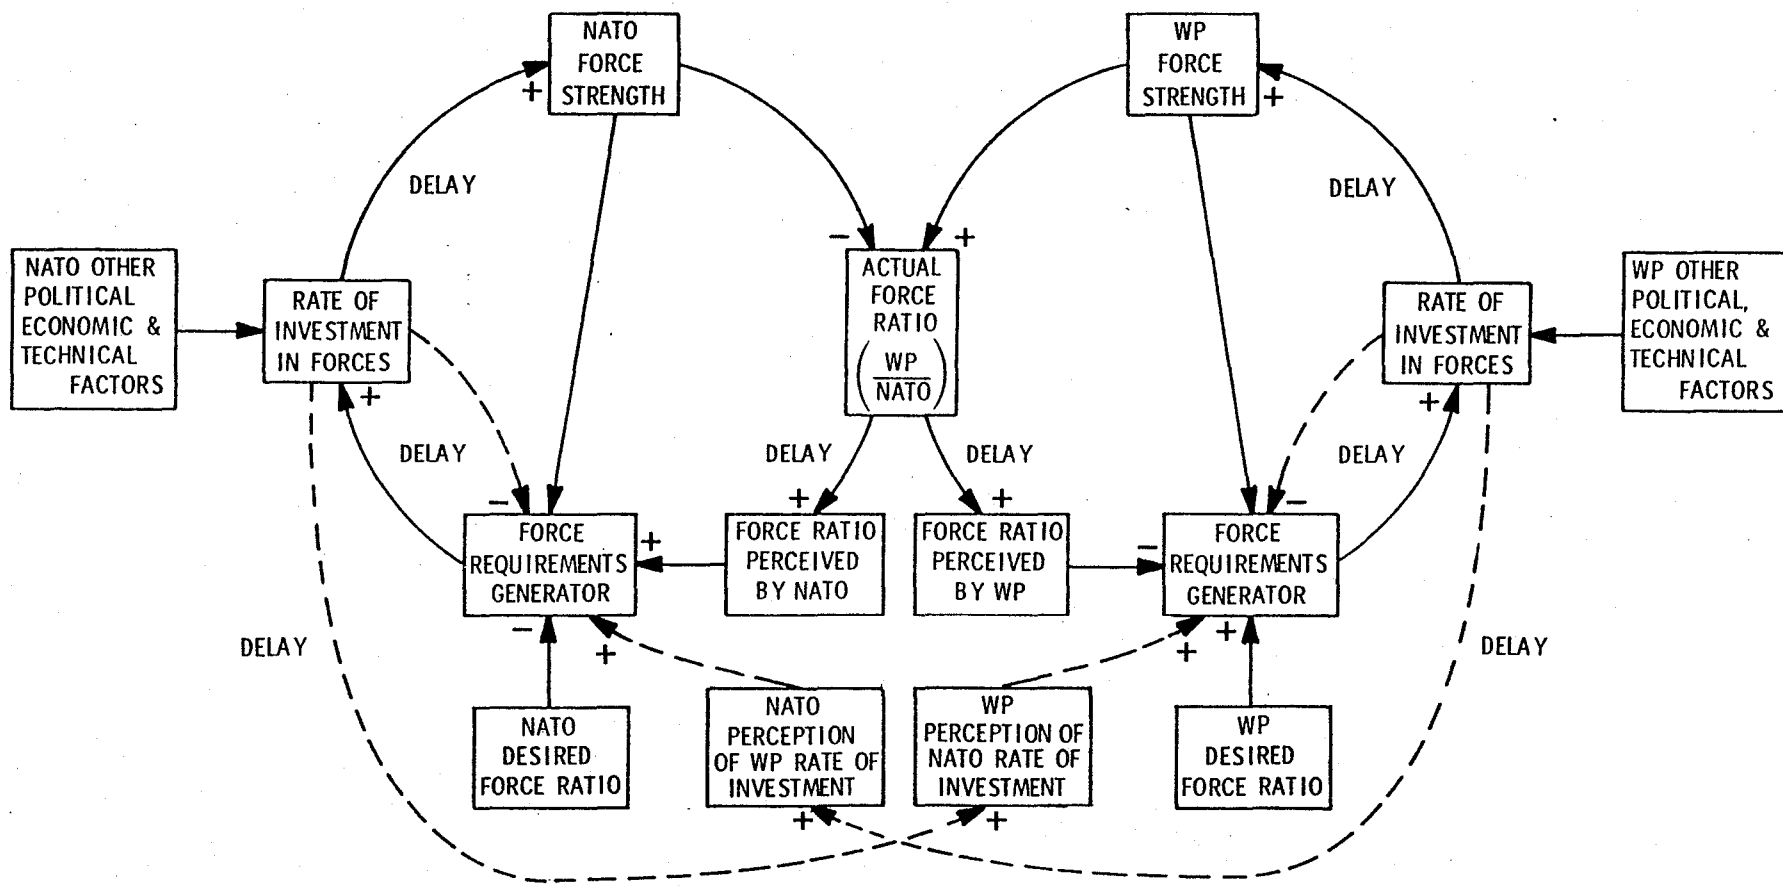 NATO
FORCE
STRENGTH
+
WP
FORCE
STRENGTH
+
DELAY
DELAY
NATO OTHER
POLITICAL
ECONOMIC &
TECHNICAL
FACTORS
RATE OF
INVESTMENT
IN FORCES
+
-
+
ACTUAL
FORCE
RATIO
(WP
NATO)
RATE OF
INVESTMENT
IN FORCES
+
WP OTHER
POLITICAL,
ECONOMIC &
TECHNICAL
FACTORS
DELAY
DELAY
DELAY
DELAY
-
+
+
-
FORCE
REQUIREMENTS
GENERATOR
+
FORCE RATIO
PERCEIVED
BY NATO
FORCE RATIO
PERCEIVED
BY WP
-
FORCE
REQUIREMENTS
GENERATOR
-
+
+
+
DELAY
DELAY
NATO
DESIRED
FORCE RATIO
NATO
PERCEPTION
OF WP RATE OF
INVESTMENT
+
WP
PERCEPTION OF
NATO RATE OF
INVESTMENT
+
WP
DESIRED
FORCE RATIO